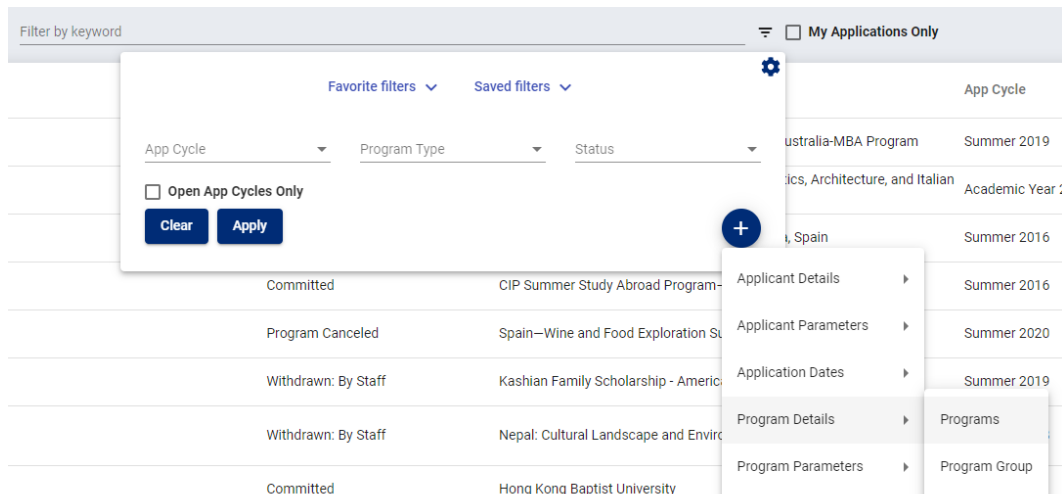 Filter by keyword
My Applications Only
Favorite filters
Saved filters
App Cycle
App Cycle
Program Type
Status
ustralia-MBA Program
Summer 2019
Open App Cycles Only
tics, Architecture, and Italian
Academic Year
Clear
Apply
+
, Spain
Summer 2016
Committed
CIP Summer Study Abroad Program–
Applicant Details
Summer 2016
Program Canceled
Spain—Wine and Food Exploration Su
Applicant Parameters
Summer 2020
Withdrawn: By Staff
Kashian Family Scholarship - Americ
Application Dates
Summer 2019
Withdrawn: By Staff
Nepal: Cultural Landscape and Enviro
Program Details
Programs
Committed
Hong Kong Baptist University
Program Parameters
Program Group